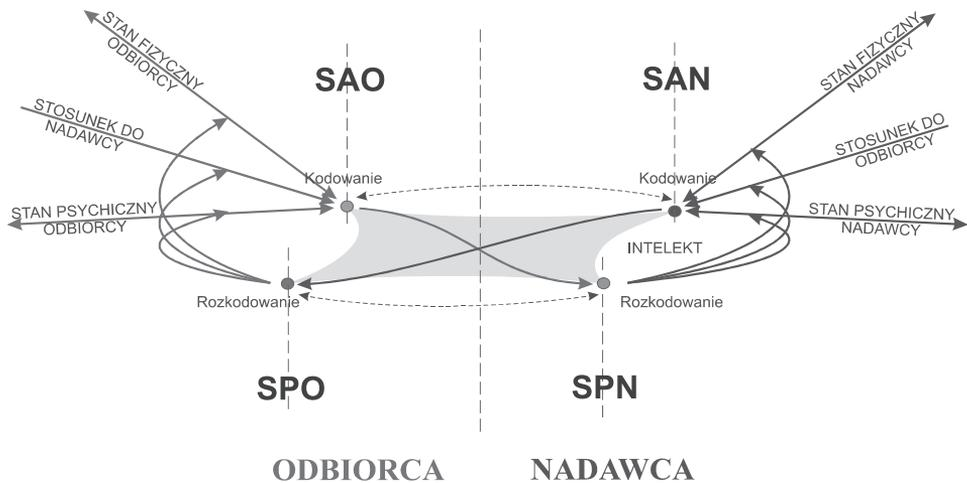 STAN FIZYCZNY
ODBIORCY
STAN FIZYCZNY
NADAWCY
SAO
SAN
STOSUNEK DO
NADAWCY
STOSUNEK DO
ODBIORCY
Kodowanie
Kodowanie
STAN PSYCHICZNY
ODBIORCY
STAN PSYCHICZNY
NADAWCY
INTELEKT
Rozkodowanie
Rozkodowanie
SPO
SPN
ODBIORCA
NADAWCA